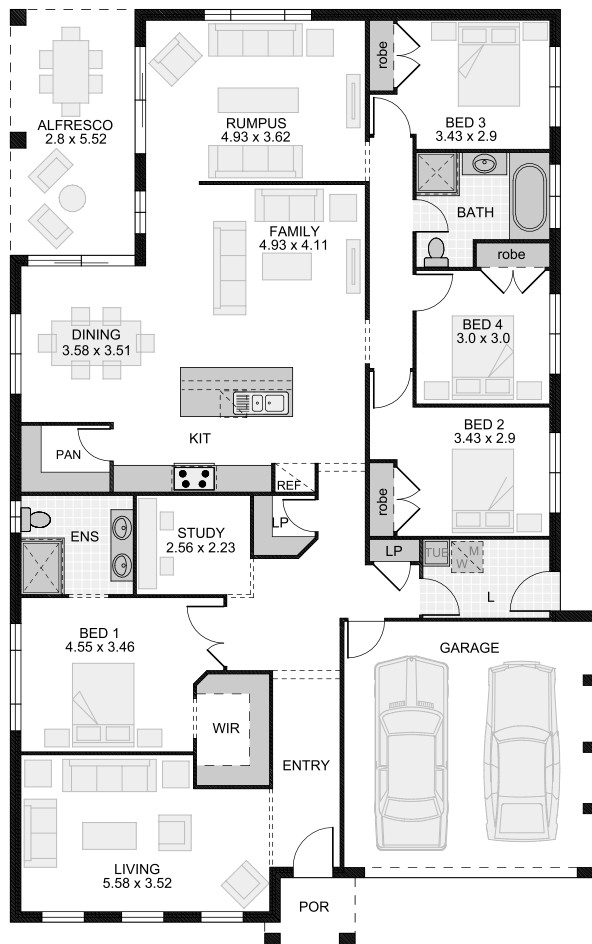 robe
RUMPUS
4.93 x 3.62
ALFRESCO
2.8 x 5.52
BED 3
3.43 x 2.9
BATH
FAMILY
4.93 x 4.11
robe
DINING
3.58 x 3.51
BED 4
3.0 x 3.0
KIT
BED 2
3.43 x 2.9
PAN
REF
robe
LP
ENS
STUDY
2.56 x 2.23
LP
TUB
W M
L
BED 1
4.55 x 3.46
GARAGE
WIR
ENTRY
LIVING
5.58 x 3.52
POR